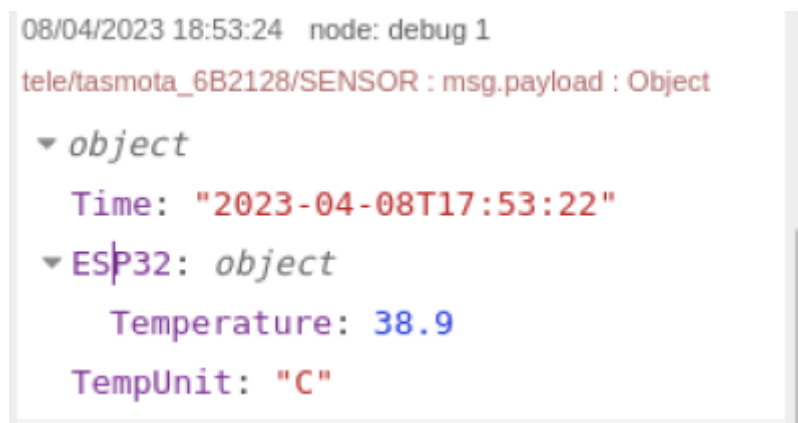 08/04/2023 18:53:24 node: debug 1
tele/tasmota_6B2128/SENSOR : msg.payload : Object
object
Time: "2023-04-08T17:53:22"
ESP32: object
Temperature: 38.9
TempUnit: "C"